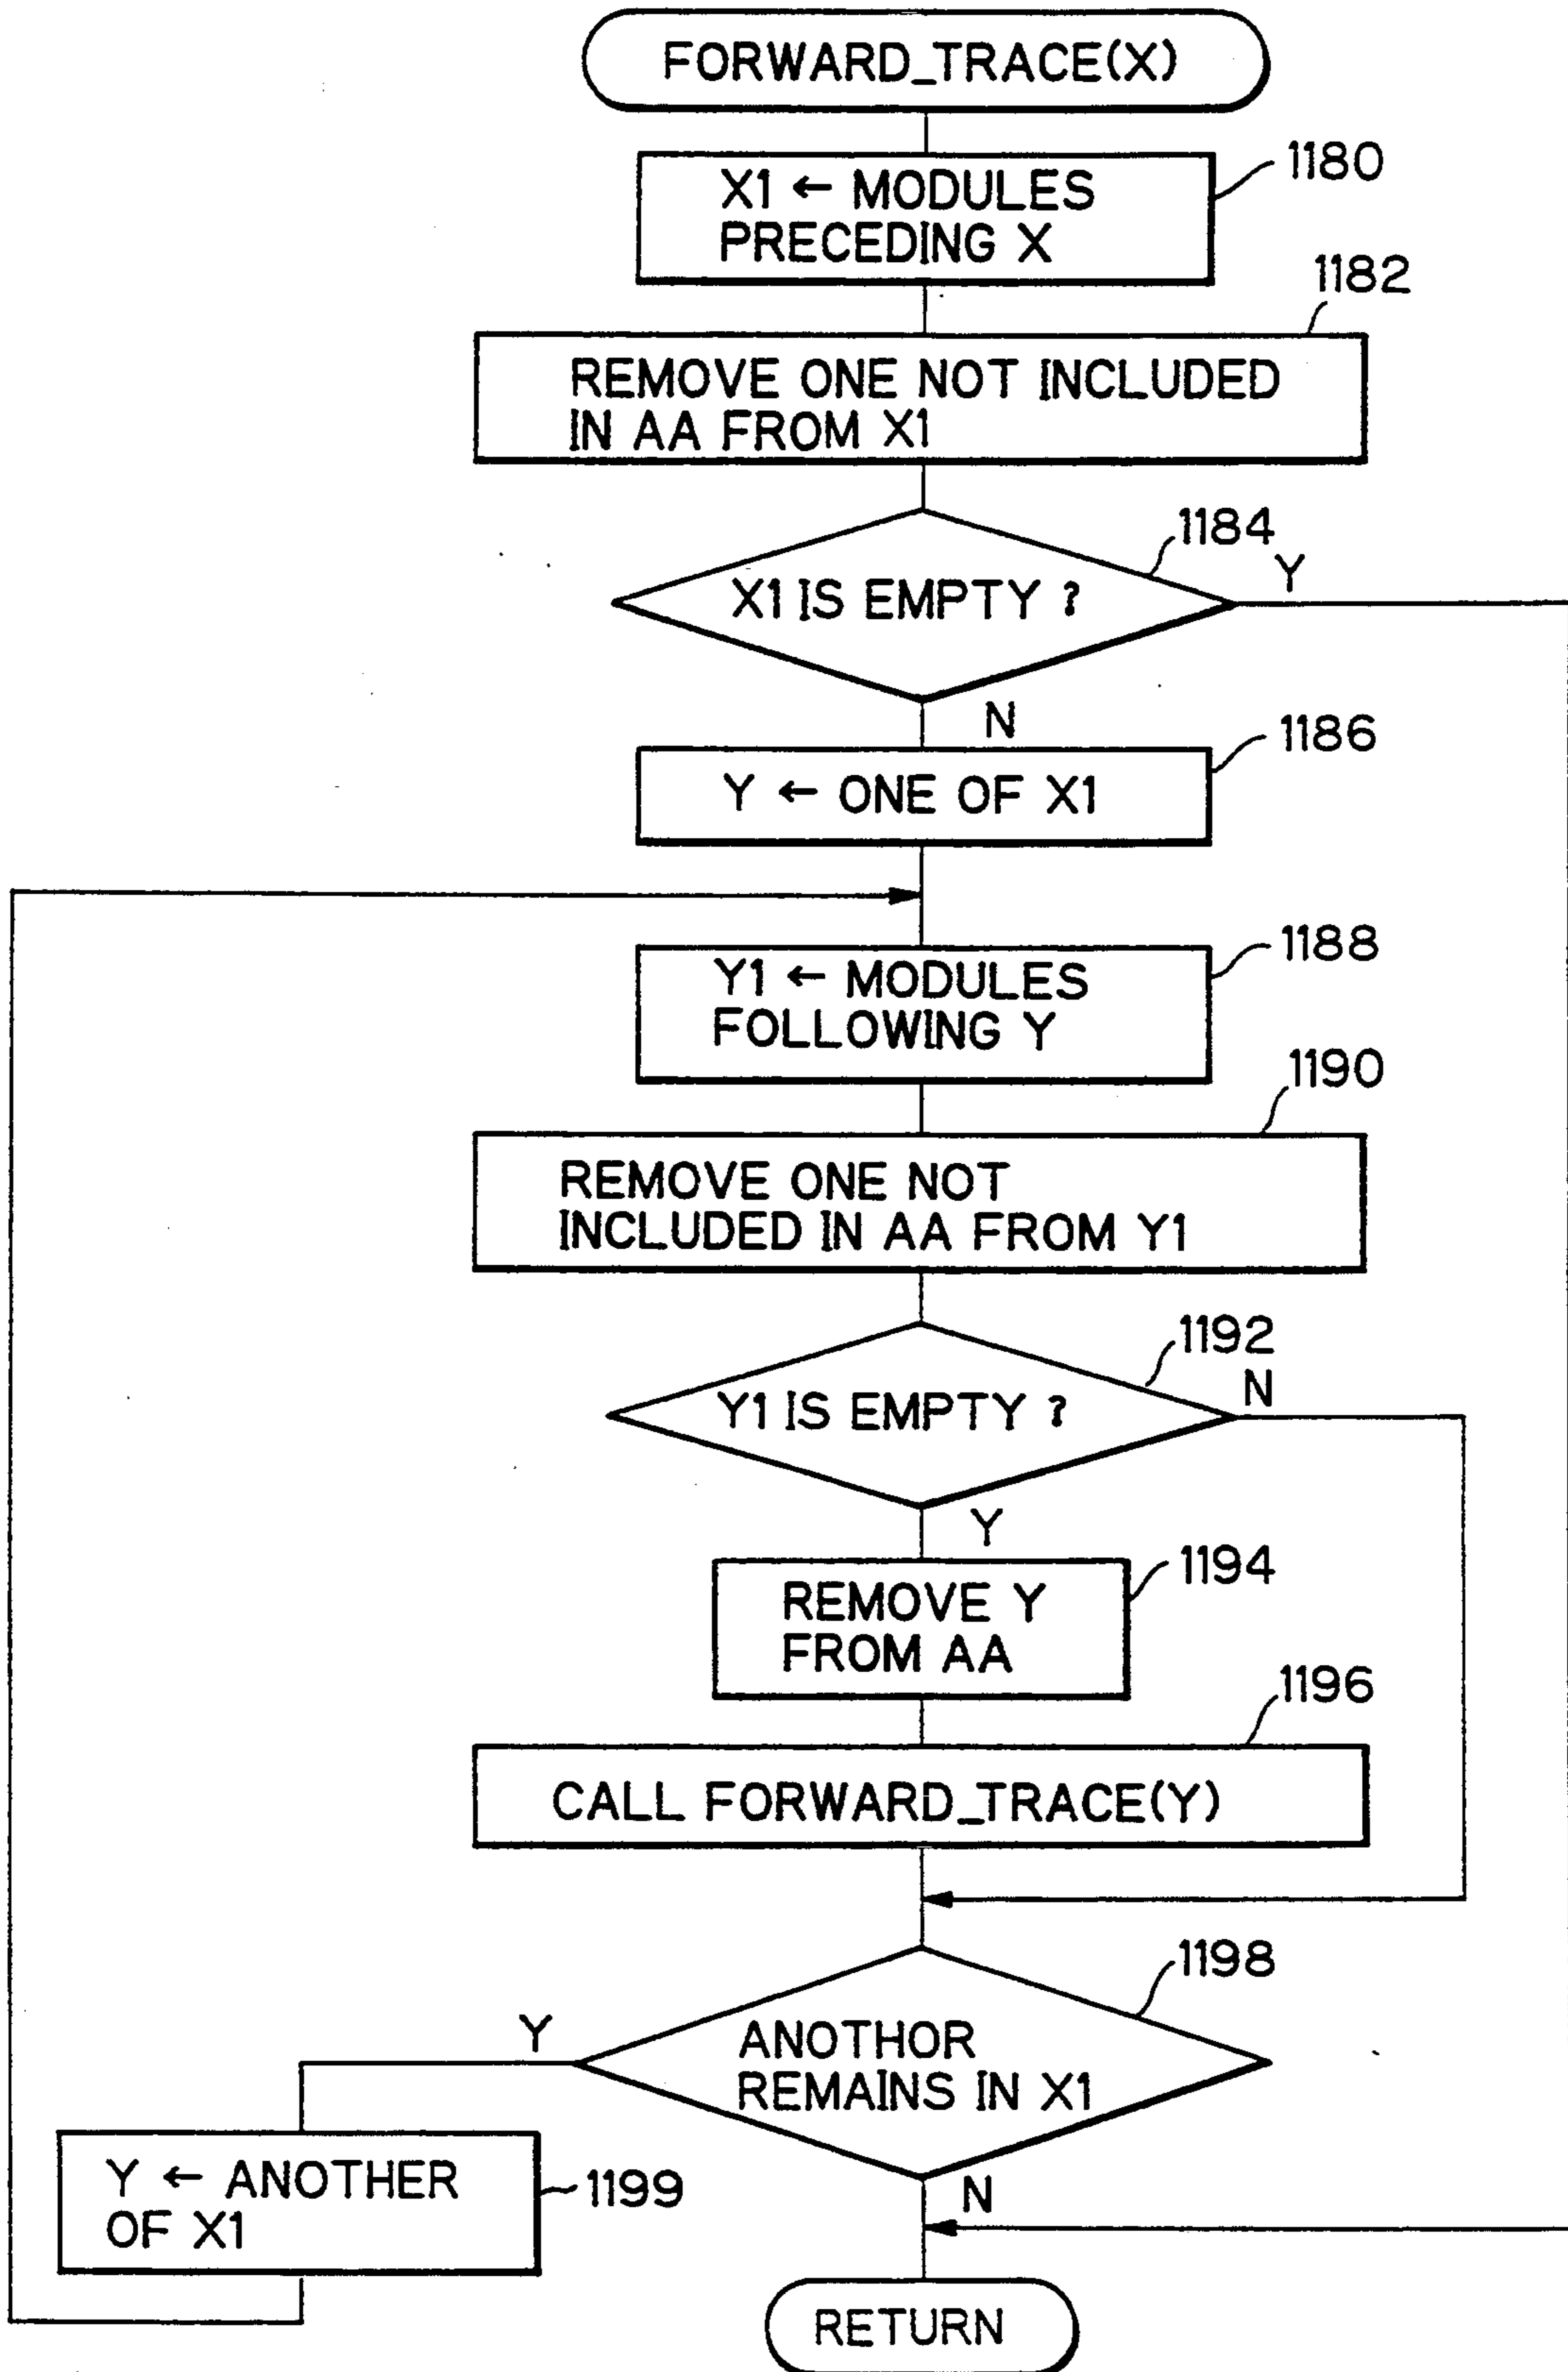 FORWARD_TRACE(X)
1180
X1 ← MODULES
PRECEDING X
1182
REMOVE ONE NOT INCLUDED
IN AA FROM X1
1184
X1 IS EMPTY ?
Y
N
1186
Y ← ONE OF X1
1188
Y1 ← MODULES
FOLLOWING Y
1190
REMOVE ONE NOT
INCLUDED IN AA FROM Y1
1192
Y1 IS EMPTY ?
N
Y
1194
REMOVE Y
FROM AA
1196
CALL FORWARD_TRACE(Y)
1198
Y
ANOTHOR
REMAINS IN X1
N
1199
Y ← ANOTHER
OF X1
RETURN